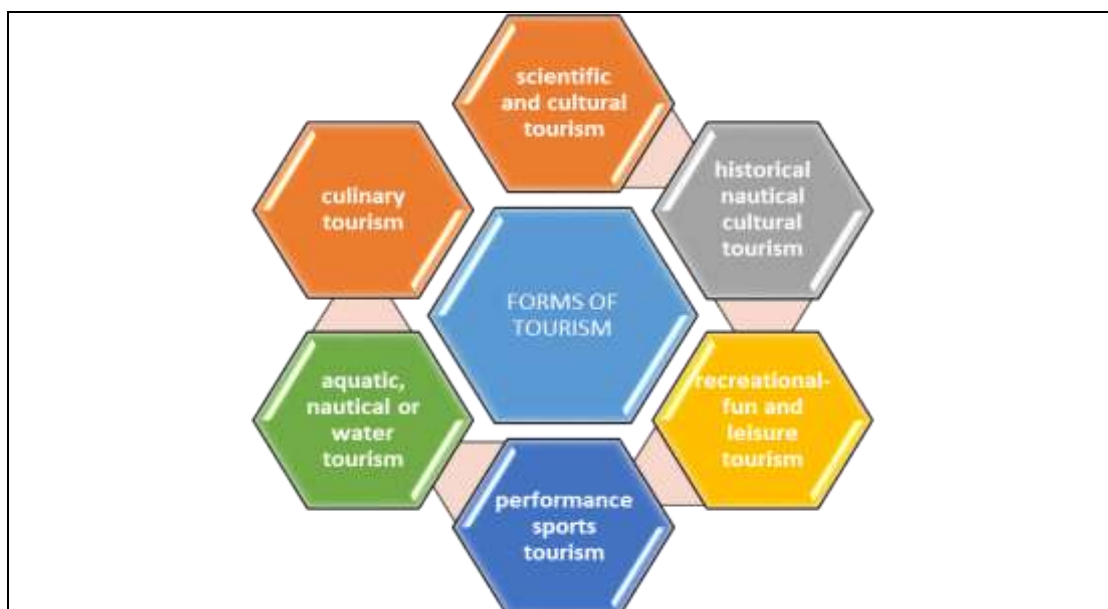 scientific
and cultural
tourism
historical
nautical
cultural
tourism
recreational-
fun and
leisure
tourism
performance
sports
tourism
aquatic,
nautical or
water
tourism
culinary
tourism
FORMS OF
TOURISM